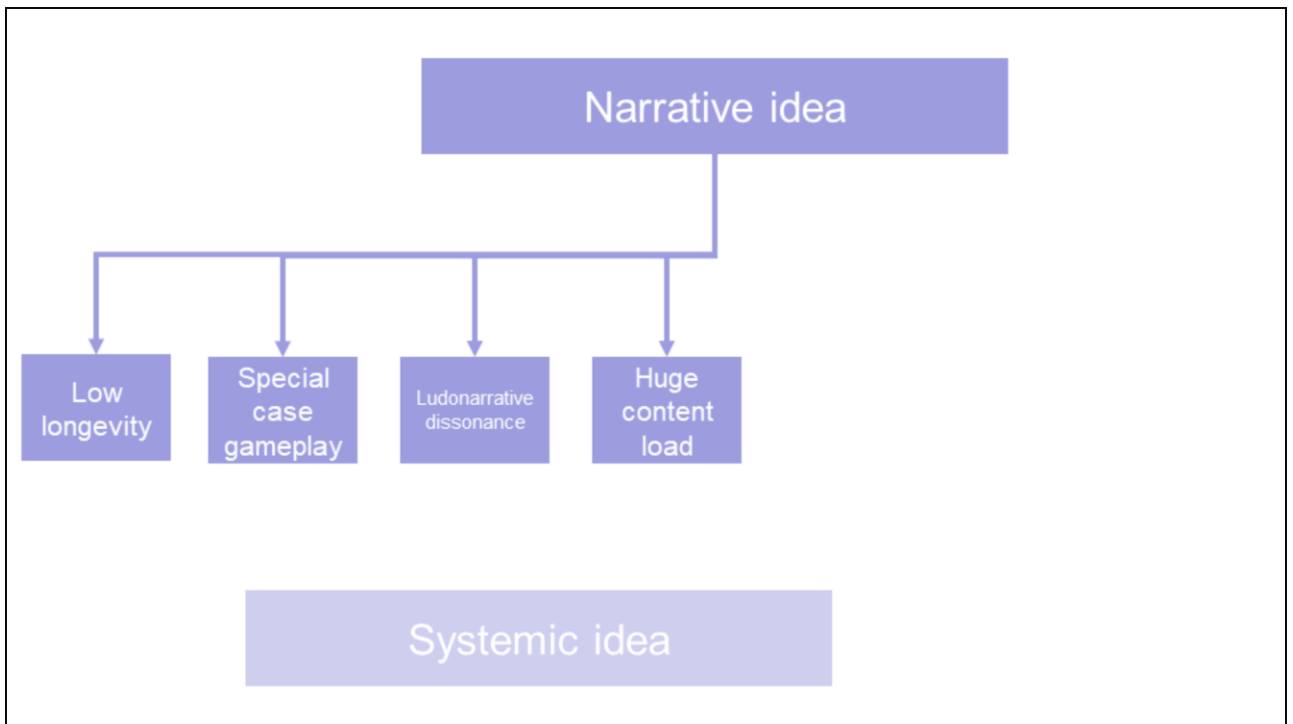 Narrative idea
Low
longevity
Special
case
gameplay
Ludonarrative
dissonance
Huge
content
load
Systemic idea